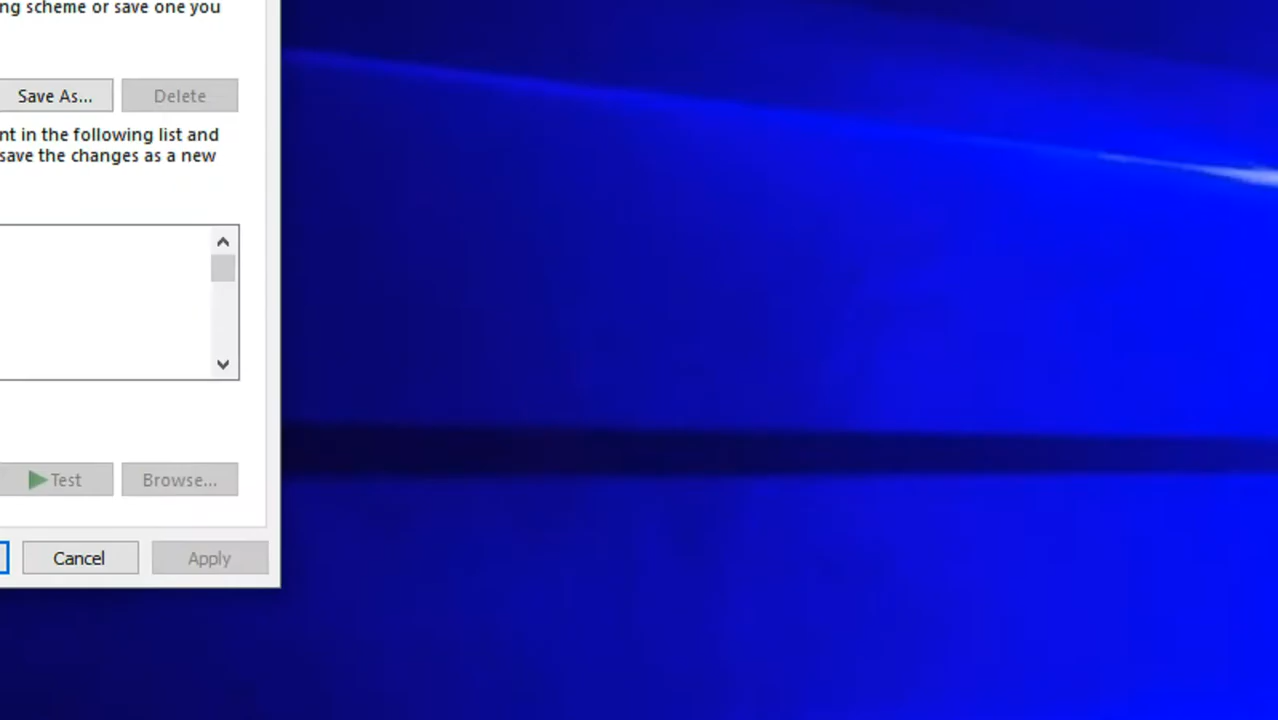 ng scheme or save one you
Save As... Delete
nt in the following list and
save the changes as a new
Test Browse...
Cancel Apply